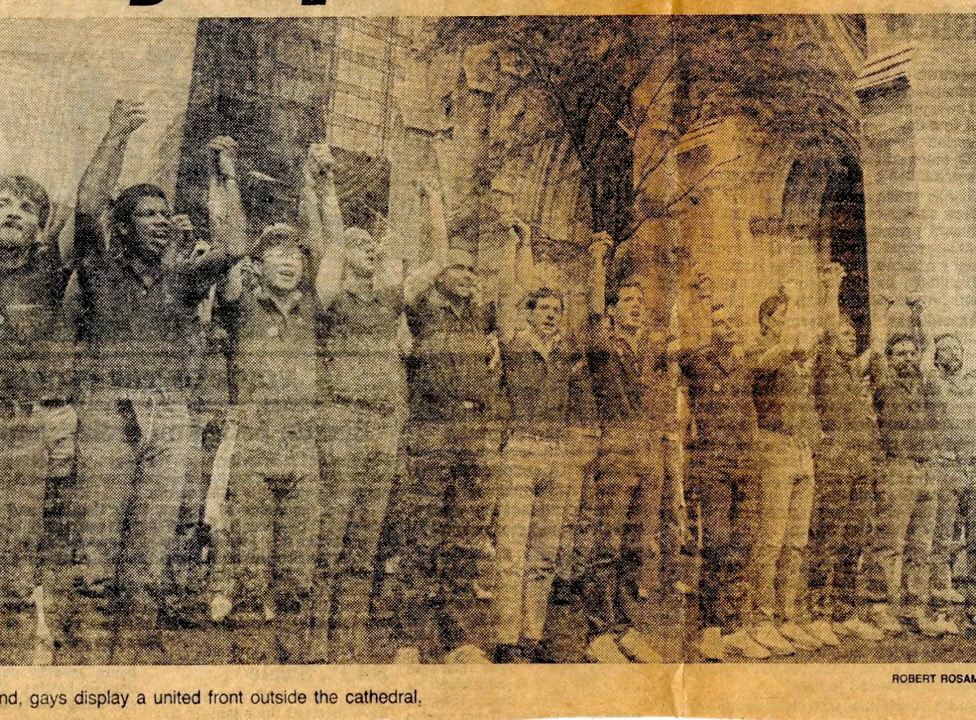 ROBERT ROSAM
nd, gays display a united front outside the cathedral.